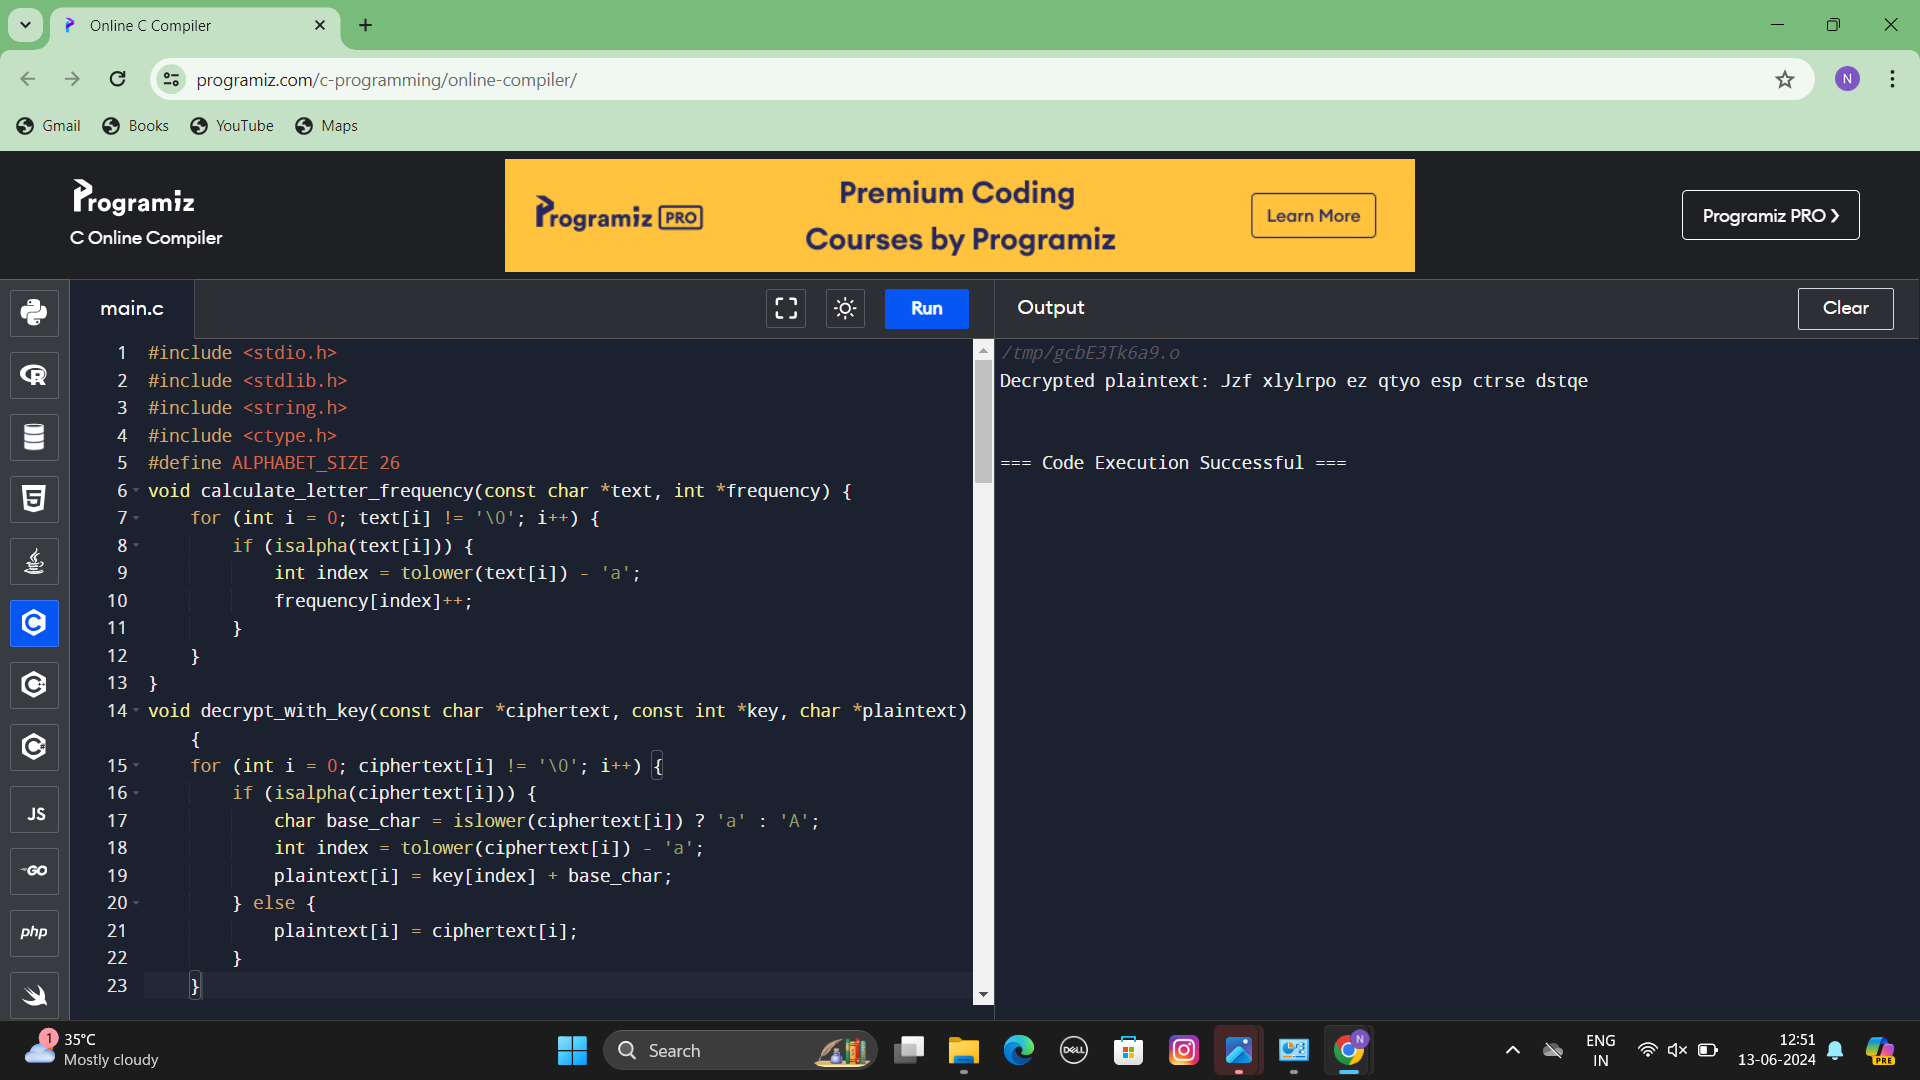 Online C Compiler
programiz.com/c-programming/online-compiler/
N
Gmail Books YouTube Maps
Programiz
C Online Compiler
Programiz PRO
Premium Coding
Courses by Programiz
Learn More
Programiz PRO ❯
main.c
Run
Output
Clear
1 #include <stdio.h>
2 #include <stdlib.h>
3 #include <string.h>
4 #include <ctype.h>
5 #define ALPHABET_SIZE 26
6 void calculate_letter_frequency(const char *text, int *frequency) {
7 for (int i = 0; text[i] != '\0'; i++) {
8 if (isalpha(text[i])) {
9 int index = tolower(text[i]) - 'a';
10 frequency[index]++;
11 }
12 }
13 }
14 void decrypt_with_key(const char *ciphertext, const int *key, char *plaintext)
{
15 for (int i = 0; ciphertext[i] != '\0'; i++) {
16 if (isalpha(ciphertext[i])) {
17 char base_char = islower(ciphertext[i]) ? 'a' : 'A';
18 int index = tolower(ciphertext[i]) - 'a';
19 plaintext[i] = key[index] + base_char;
20 } else {
21 plaintext[i] = ciphertext[i];
22 }
23 }
/tmp/gcbE3Tk6a9.o
Decrypted plaintext: Jzf xlylrpo ez qtyo esp ctrse dstqe
=== Code Execution Successful ===
JS
GO
php
1
35°C
Mostly cloudy
Search
DELL
N
ENG
IN
12:51
13-06-2024
PRE